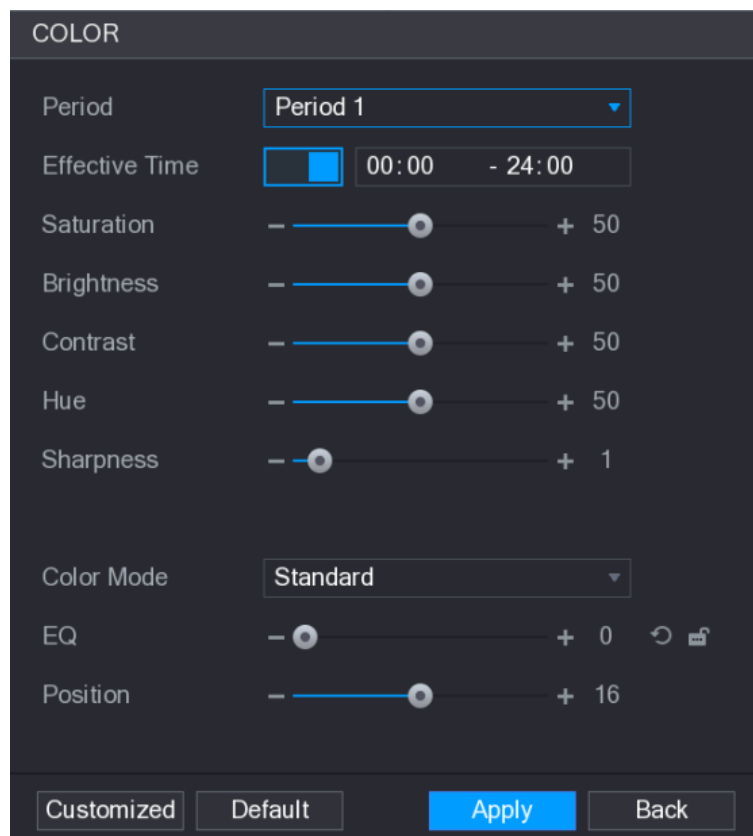 COLOR
Period Period 1
Effective Time 00:00 - 24:00
Saturation - + 50
Brightness - + 50
Contrast - + 50
Hue - + 50
Sharpness - + 1
Color Mode Standard
EQ - + 0
Position - + 16
Customized Default Apply Back